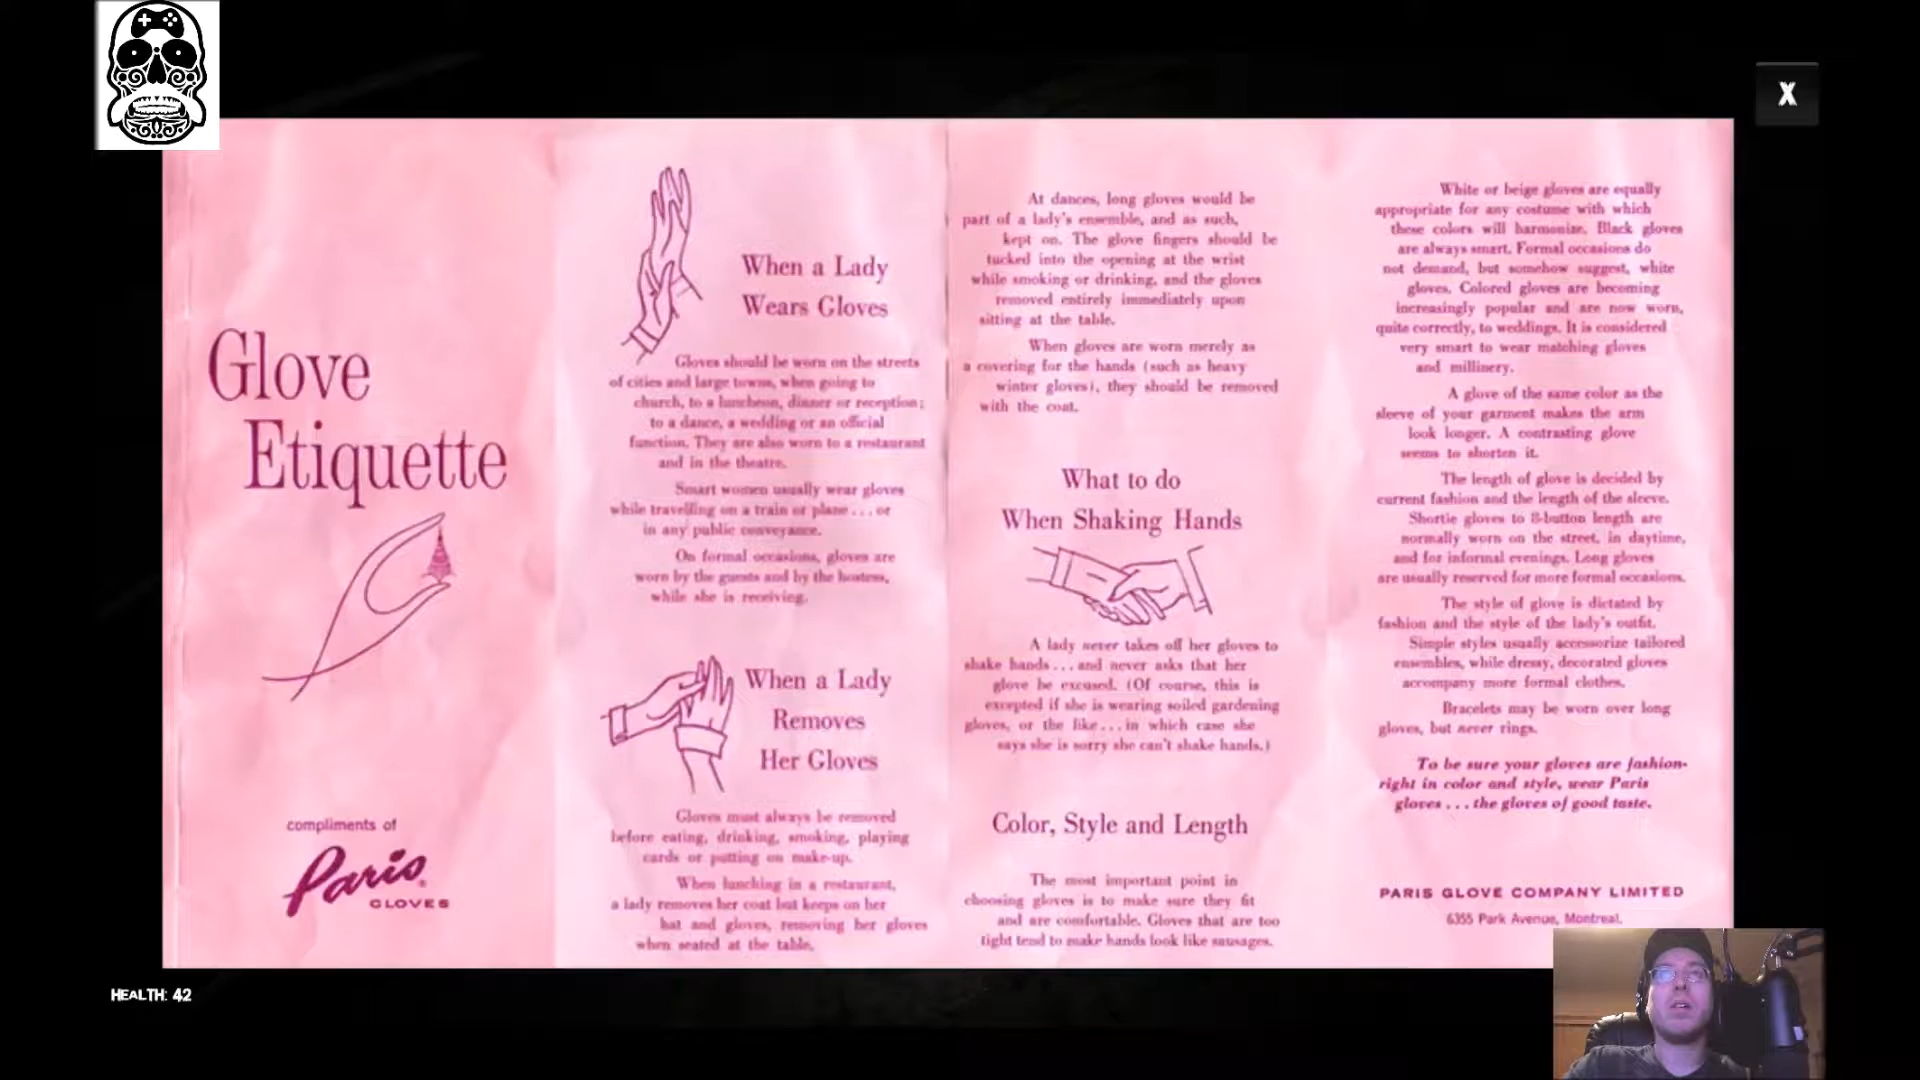 X
Glove
Etiquette
compliments of
Paris
GLOVES
When a Lady
Wears Gloves
Gloves should be worn on the streets
of cities and large towns, when going to
church, to a luncheon, dinner or reception;
to a dance, a wedding or an official
function. They are also worn to a restaurant
and in the theatre.
Smart women usually wear gloves
while travelling on a train or plane...or
in any public conveyance.
On formal occasions, gloves are
worn by the guests and by the hostess,
while she is receiving.
When a Lady
Removes
Her Gloves
Gloves must always be removed
before eating, drinking, smoking, playing
cards or putting on make-up.
When lunching in a restaurant,
a lady removes her coat but keeps on her
hat and gloves, removing her gloves
when seated at the table.
At dances, long gloves would be
part of a lady's ensemble, and as such,
kept on. The glove fingers should be
tucked into the opening at the wrist
while smoking or drinking, and the gloves
removed entirely immediately upon
sitting at the table.
When gloves are worn merely as
a covering for the hands (such as heavy
winter gloves), they should be removed
with the coat.
What to do
When Shaking Hands
A lady never takes off her gloves to
shake hands...and never asks that her
glove be excused. (Of course, this is
excepted if she is wearing soiled gardening
gloves, or the like...in which case she
says she is sorry she can't shake hands.)
Color, Style and Length
The most important point in
choosing gloves is to make sure they fit
and are comfortable. Gloves that are too
tight tend to make hands look like sausages.
White or beige gloves are equally
appropriate for any costume with which
these colors will harmonize. Black gloves
are always smart. Formal occasions do
not demand, but somehow suggest, white
gloves. Colored gloves are becoming
increasingly popular and are now worn,
quite correctly, to weddings. It is considered
very smart to wear matching gloves
and millinery.
A glove of the same color as the
sleeve of your garment makes the arm
look longer. A contrasting glove
seems to shorten it.
The length of glove is decided by
current fashion and the length of the sleeve.
Shortie gloves to 8-button length are
normally worn on the street, in daytime,
and for informal evenings. Long gloves
are usually reserved for more formal occasions.
The style of glove is dictated by
fashion and the style of the lady's outfit.
Simple styles usually accessorize tailored
ensembles, while dressy, decorated gloves
accompany more formal clothes.
Bracelets may be worn over long
gloves, but never rings.
To be sure your gloves are fashion-
right in color and style, wear Paris
gloves...the gloves of good taste.
PARIS GLOVE COMPANY LIMITED
6355 Park Avenue, Montreal.
HEALTH: 42